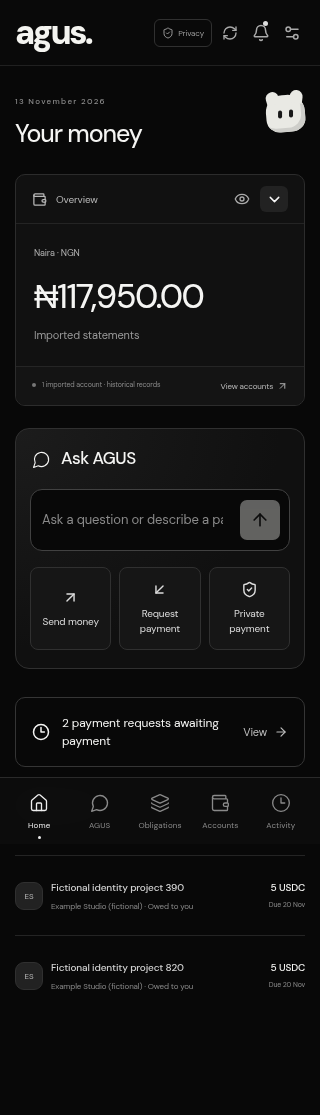 agus.
Privacy
13 November 2026
Your money
Overview
Naira · NGN
₦117,950.00
Imported statements
1 imported account · historical records
View accounts
Ask AGUS
Ask a question or describe a pa
Send money
Request
payment
Private
payment
2 payment requests awaiting
payment
View
Home
AGUS
Obligations
Accounts
Activity
ES
Fictional identity project 390
5 USDC
Example Studio (fictional) · Owed to you
Due 20 Nov
ES
Fictional identity project 820
5 USDC
Example Studio (fictional) · Owed to you
Due 20 Nov